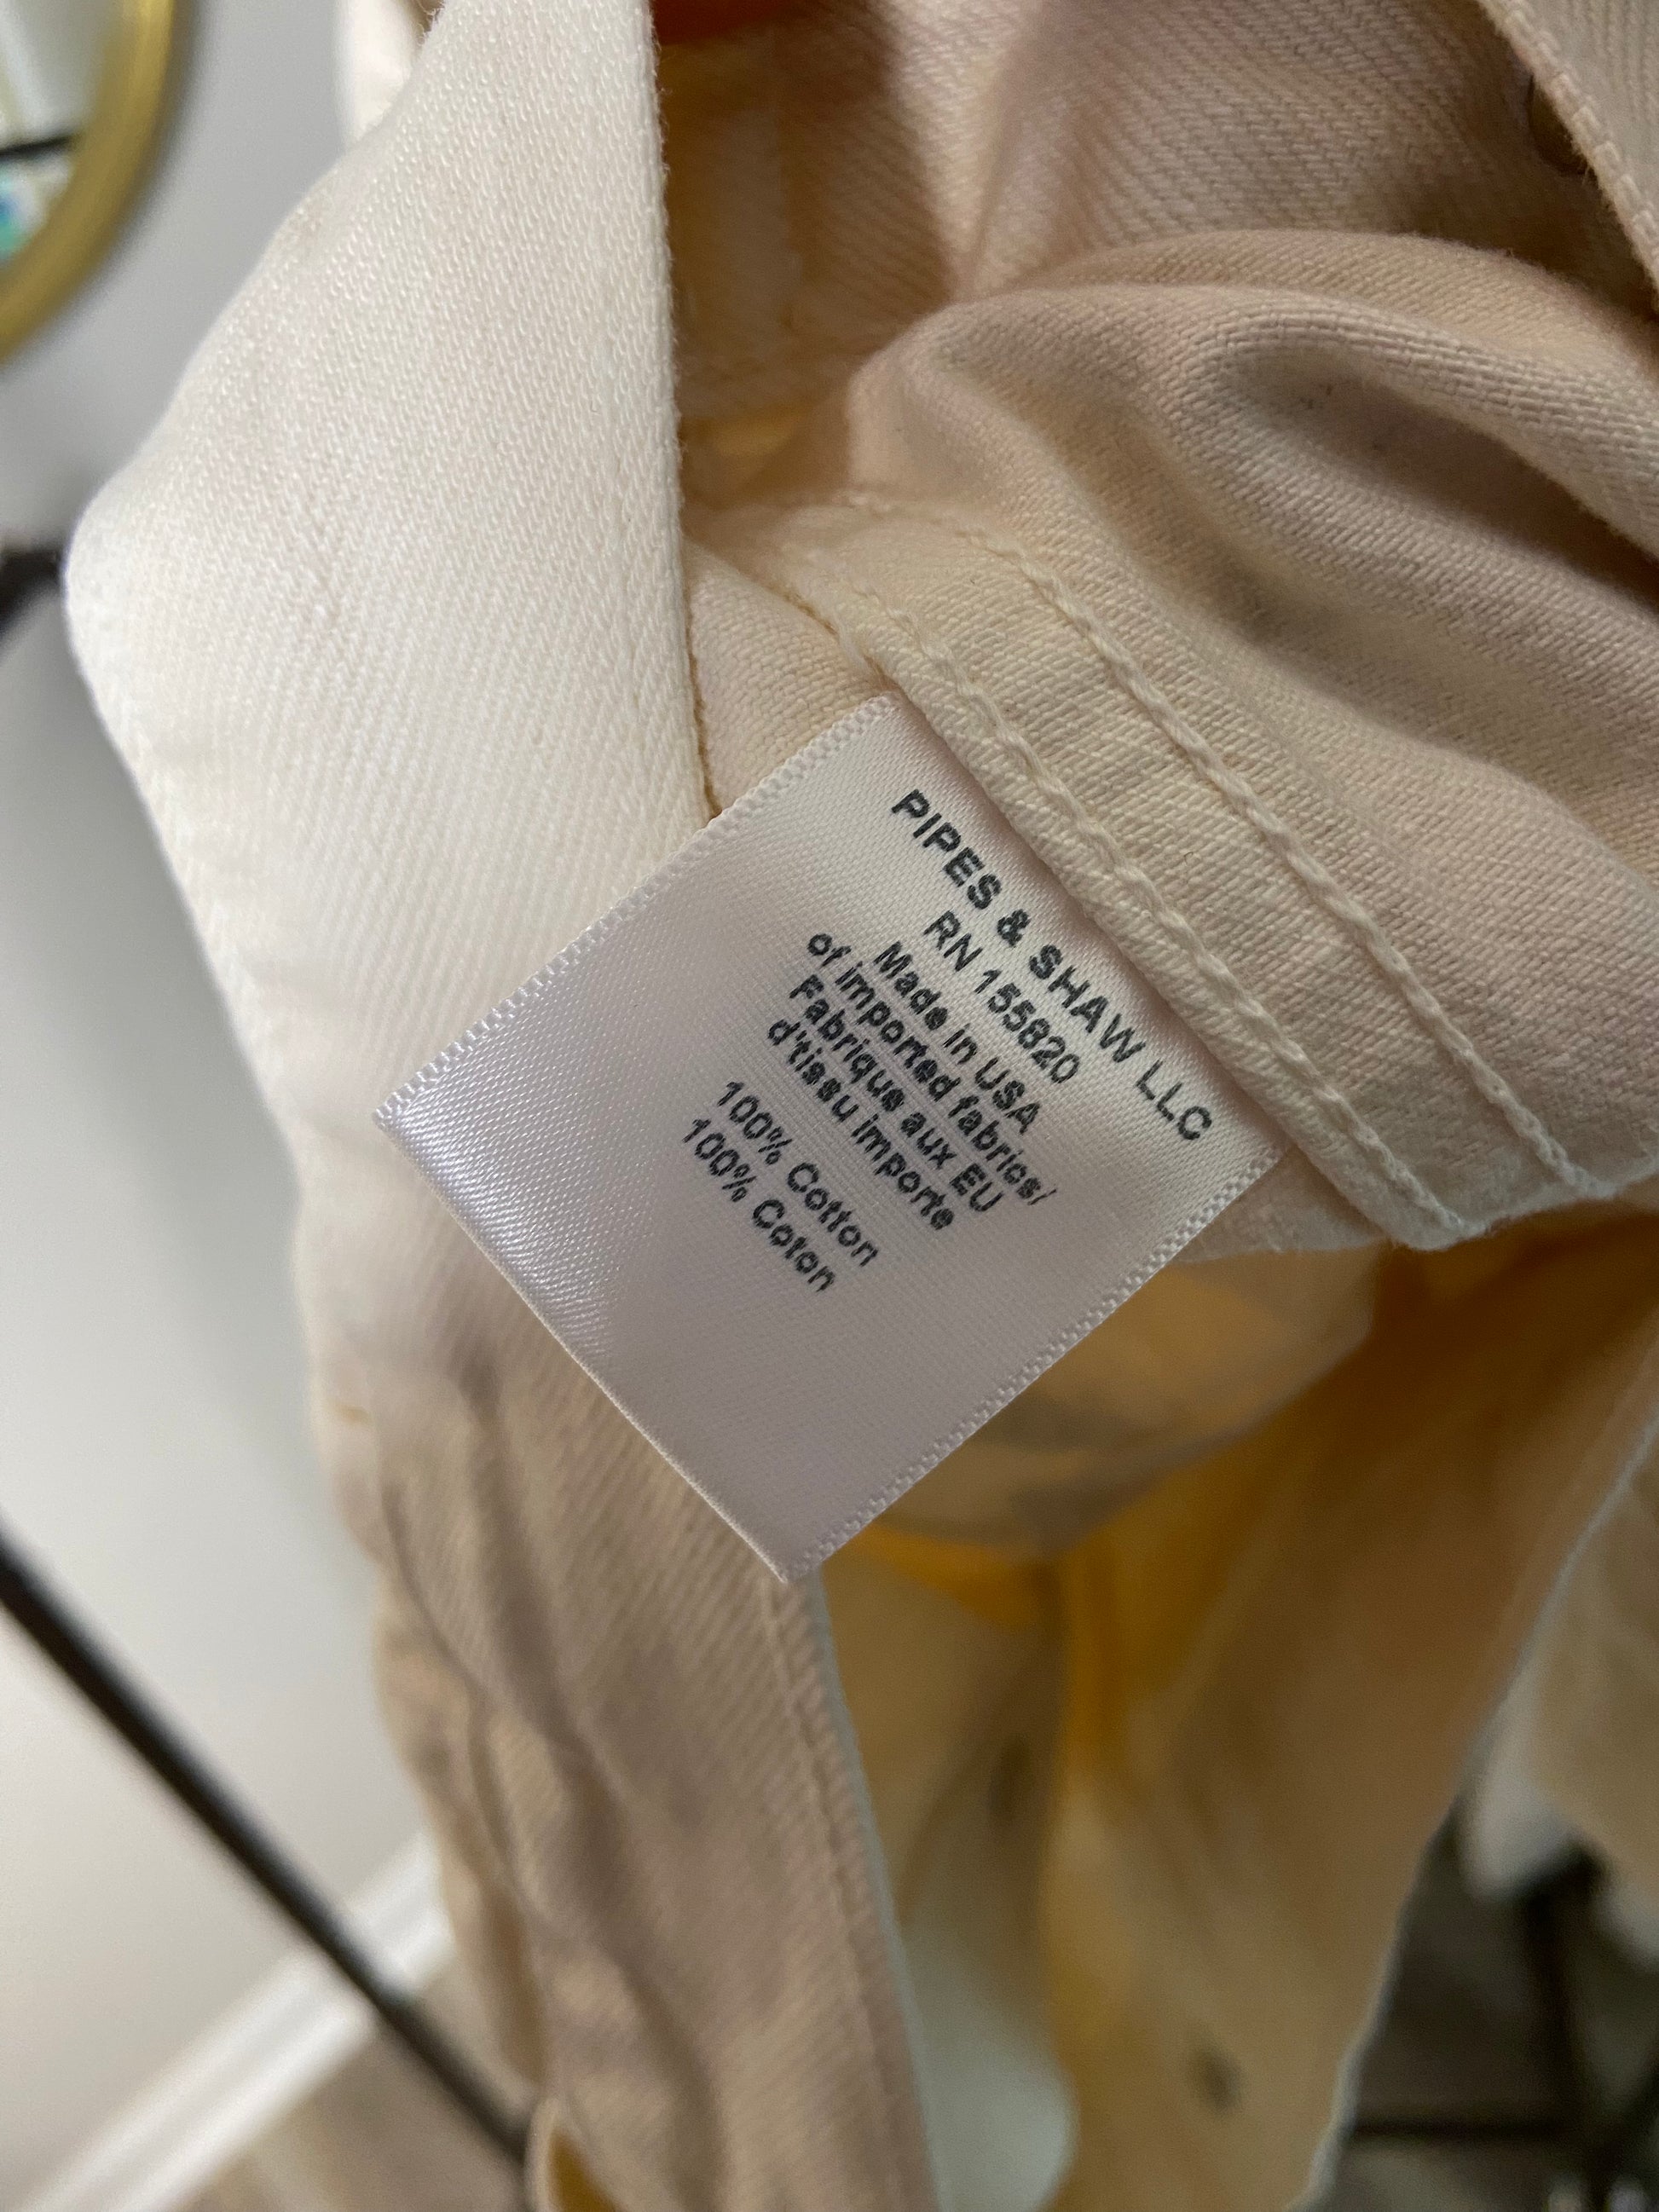 PIPES & SHAW LLC
RN 155820
Made in USA
of imported fabrics/
Fabrique aux EU
d'tissu importe
100% Cotton
100% Coton